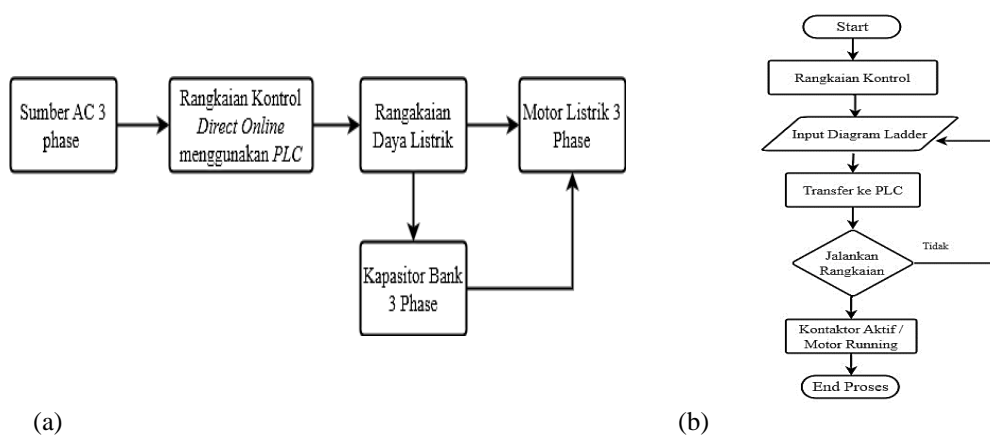 Sumber AC 3
phase
Rangkaian Kontrol
Direct Online
menggunakan PLC
Rangakaian
Daya Listrik
Motor Listrik 3
Phase
Kapasitor Bank
3 Phase
(a)
Start
Rangkaian Kontrol
Input Diagram Ladder
Transfer ke PLC
Jalankan
Rangkaian
Tidak
Kontaktor Aktif /
Motor Running
End Proses
(b)